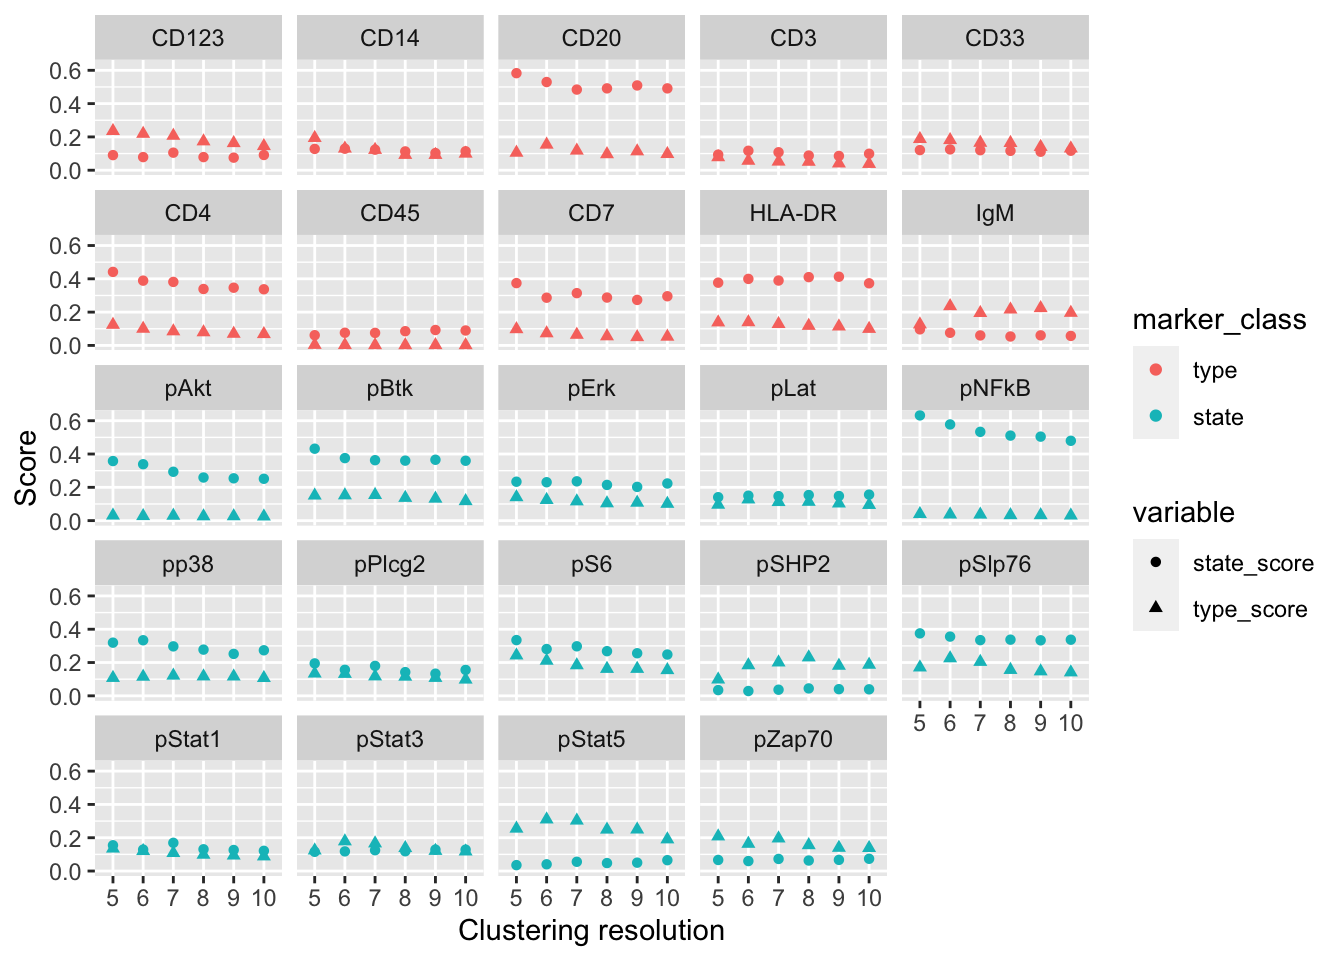 CD123 CD14 CD20 CD3 CD33
0.6
0.4
0.2
0.0
CD4 CD45 CD7 HLA-DR IgM
0.6
0.4
0.2
0.0
pAkt pBtk pErk pLat pNFkB
0.6
0.4
0.2
0.0
pp38 pPlcg2 pS6 pSHP2 pSlp76
0.6
0.4
0.2
0.0
5 6 7 8 9 10
pStat1 pStat3 pStat5 pZap70
0.6
0.4
0.2
0.0
5 6 7 8 9 10 5 6 7 8 9 10 5 6 7 8 9 10 5 6 7 8 9 10
Clustering resolution
Score
marker_class
type
state
variable
state_score
type_score